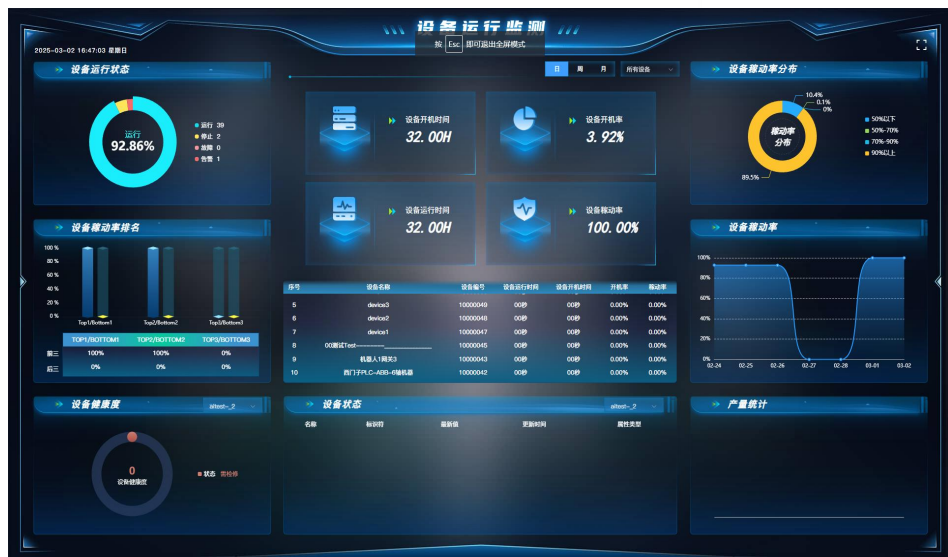 设备运行监测
按 Esc 即可退出全屏模式
2025-03-02 16:47:03 星期日
设备运行状态
运行
92.86%
运行 39
停止 2
故障 0
告警 1
日 周 月 所有设备
设备开机时间
32.00H
设备开机率
3.92%
设备运行时间
32.00H
设备稼动率
100.00%
设备稼动率分布
10.4%
0.1%
0%
稼动率
分布
89.5%
50%以下
50%-70%
70%-90%
90%以上
设备稼动率排名
100 %
80 %
60 %
40 %
20 %
0 %
Top1/Bottom1 Top2/Bottom2 Top3/Bottom3
TOP1/BOTTOM1 TOP2/BOTTOM2 TOP3/BOTTOM3
前三 100% 100% 0%
后三 0% 0% 0%
序号 设备名称 设备编号 设备运行时间 设备开机时间 开机率 稼动率
5 device3 10000049 00秒 00秒 0.00% 0.00%
6 device2 10000048 00秒 00秒 0.00% 0.00%
7 device1 10000047 00秒 00秒 0.00% 0.00%
8 00测试Test-————————_____________ 10000045 00秒 00秒 0.00% 0.00%
9 机器人1网关3 10000043 00秒 00秒 0.00% 0.00%
10 西门子PLC-ABB-6轴机器 10000042 00秒 00秒 0.00% 0.00%
设备稼动率
100%
80%
60%
40%
20%
0%
02-24 02-25 02-26 02-27 02-28 03-01 03-02
设备健康度
0
设备健康度
状态 需检修
设备状态
名称 标识符 最新值 更新时间 属性类型
产量统计